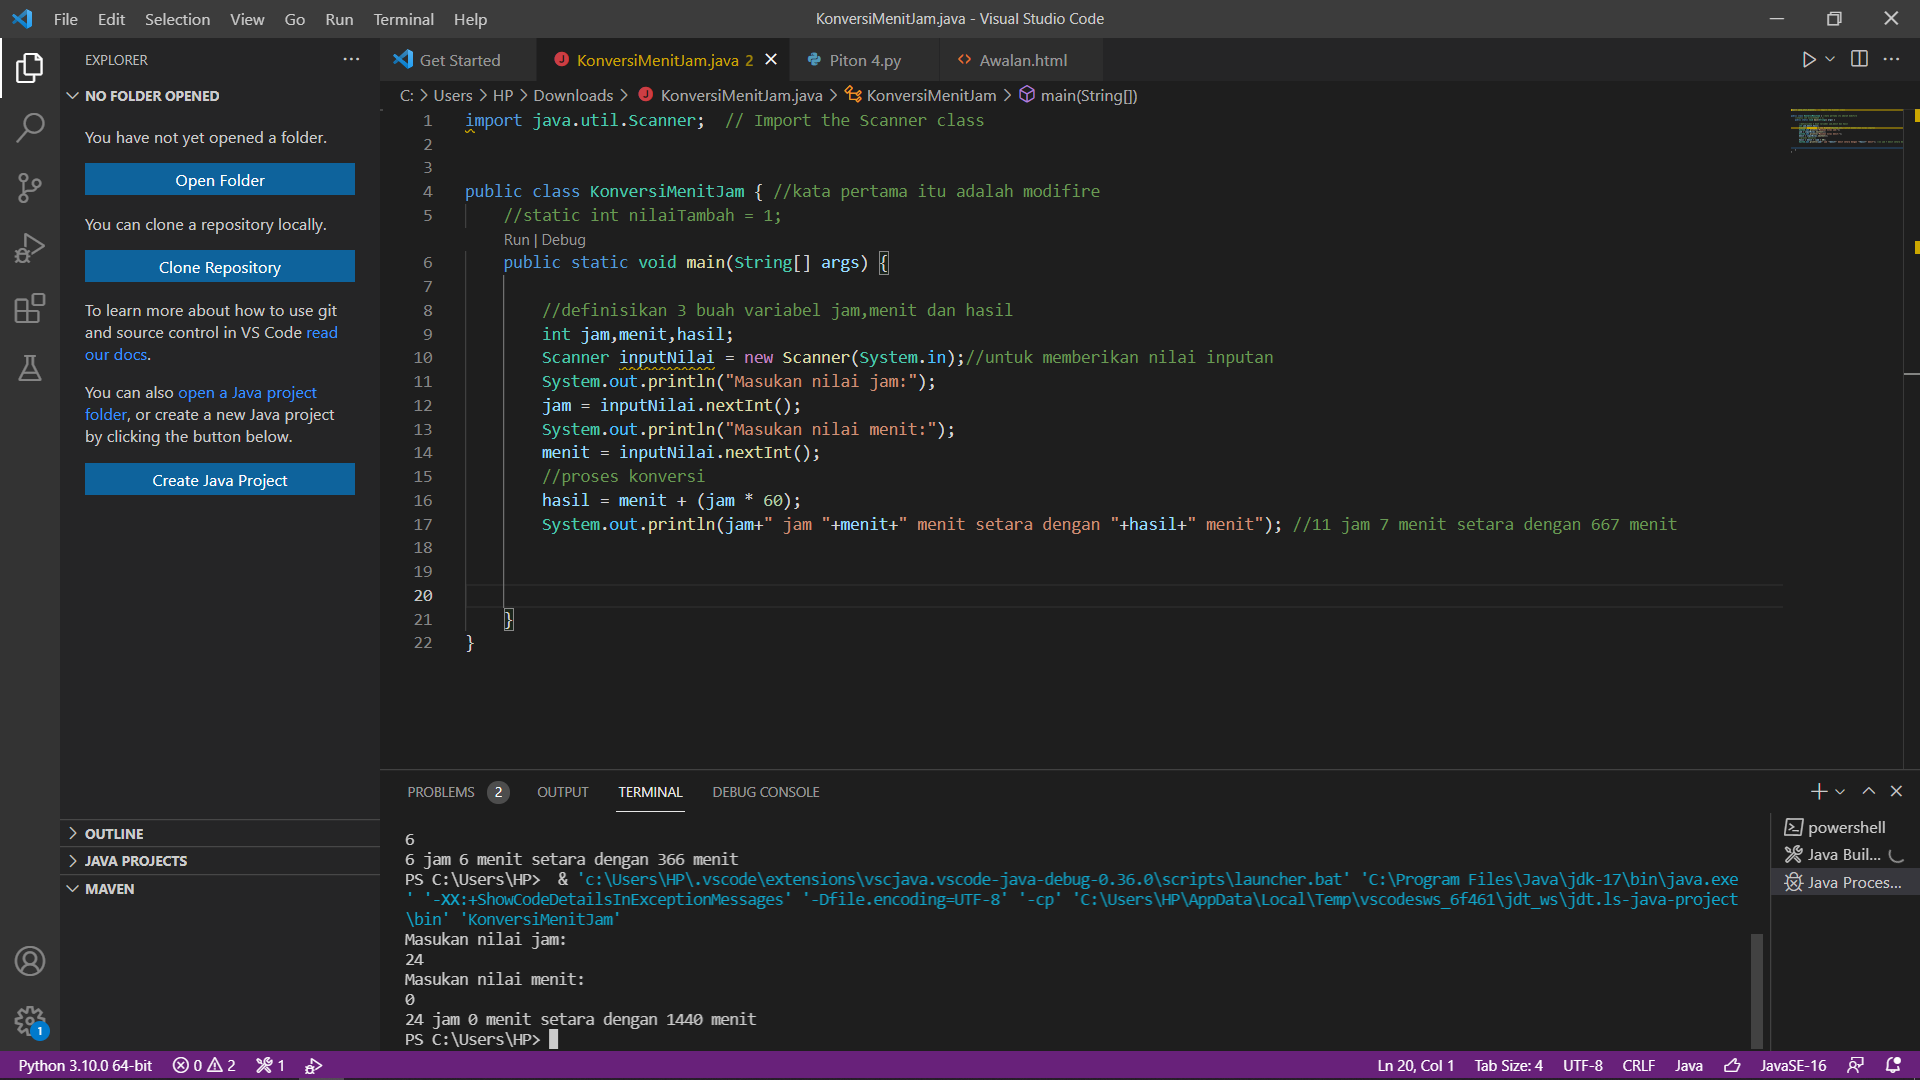 File Edit Selection View Go Run Terminal Help
KonversiMenitJam.java - Visual Studio Code
EXPLORER
NO FOLDER OPENED
You have not yet opened a folder.
Open Folder
You can clone a repository locally.
Clone Repository
To learn more about how to use git
and source control in VS Code read
our docs.
You can also open a Java project
folder, or create a new Java project
by clicking the button below.
Create Java Project
OUTLINE
JAVA PROJECTS
MAVEN
1
Get Started
KonversiMenitJam.java 2
Piton 4.py
Awalan.html
C: > Users > HP > Downloads > KonversiMenitJam.java > KonversiMenitJam > main(String[])
1 import java.util.Scanner;  // Import the Scanner class
2
3
4 public class KonversiMenitJam { //kata pertama itu adalah modifire
5     //static int nilaiTambah = 1;
Run | Debug
6     public static void main(String[] args) {
7
8         //definisikan 3 buah variabel jam,menit dan hasil
9         int jam,menit,hasil;
10         Scanner inputNilai = new Scanner(System.in);//untuk memberikan nilai inputan
11         System.out.println("Masukan nilai jam:");
12         jam = inputNilai.nextInt();
13         System.out.println("Masukan nilai menit:");
14         menit = inputNilai.nextInt();
15         //proses konversi
16         hasil = menit + (jam * 60);
17         System.out.println(jam+" jam "+menit+" menit setara dengan "+hasil+" menit"); //11 jam 7 menit setara dengan 667 menit
18
19
20
21     }
22 }
PROBLEMS 2 OUTPUT TERMINAL DEBUG CONSOLE
6
6 jam 6 menit setara dengan 366 menit
PS C:\Users\HP>  & 'c:\Users\HP\.vscode\extensions\vscjava.vscode-java-debug-0.36.0\scripts\launcher.bat' 'C:\Program Files\Java\jdk-17\bin\java.exe
' '-XX:+ShowCodeDetailsInExceptionMessages' '-Dfile.encoding=UTF-8' '-cp' 'C:\Users\HP\AppData\Local\Temp\vscodesws_6f461\jdt_ws\jdt.ls-java-project
\bin' 'KonversiMenitJam'
Masukan nilai jam:
24
Masukan nilai menit:
0
24 jam 0 menit setara dengan 1440 menit
PS C:\Users\HP>
powershell
Java Buil...
Java Proces...
Python 3.10.0 64-bit 0 2 1 Ln 20, Col 1 Tab Size: 4 UTF-8 CRLF Java JavaSE-16